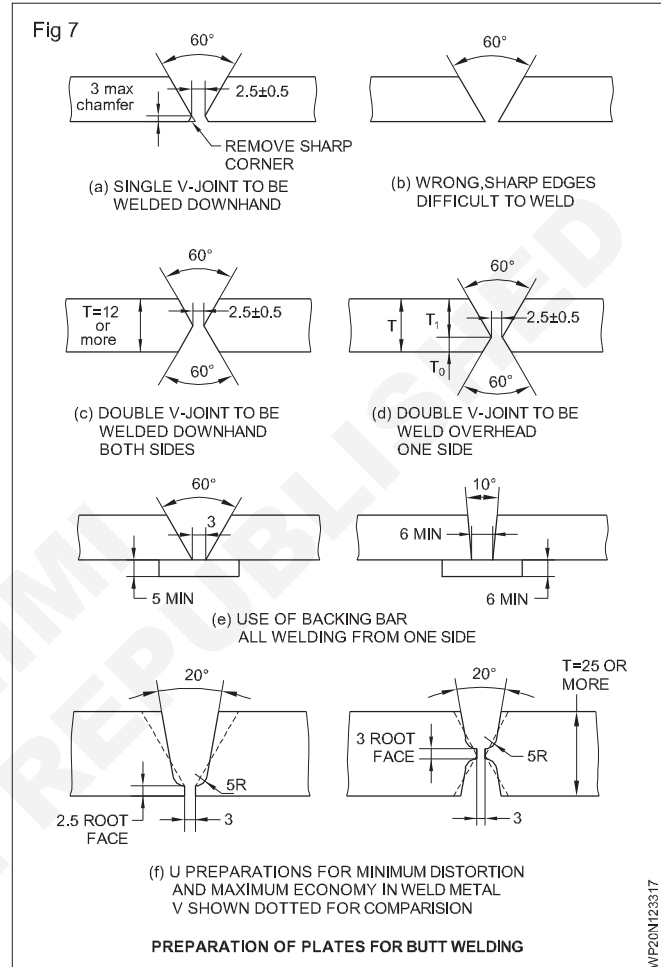 Fig 7
60°
3 max
chamfer
2.5±0.5
REMOVE SHARP
CORNER
(a) SINGLE V-JOINT TO BE
WELDED DOWNHAND
60°
(b) WRONG,SHARP EDGES
DIFFICULT TO WELD
60°
T=12
or
more
2.5±0.5
60°
(c) DOUBLE V-JOINT TO BE
WELDED DOWNHAND
BOTH SIDES
60°
T
T₁
T₀
2.5±0.5
60°
(d) DOUBLE V-JOINT TO BE
WELD OVERHEAD
ONE SIDE
60°
3
5 MIN
10°
6 MIN
6 MIN
(e) USE OF BACKING BAR
ALL WELDING FROM ONE SIDE
20°
5R
2.5 ROOT
FACE
3
20°
T=25 OR
MORE
3 ROOT
FACE
5R
3
(f) U PREPARATIONS FOR MINIMUM DISTORTION
AND MAXIMUM ECONOMY IN WELD METAL
V SHOWN DOTTED FOR COMPARISION
PREPARATION OF PLATES FOR BUTT WELDING
WP20N123317